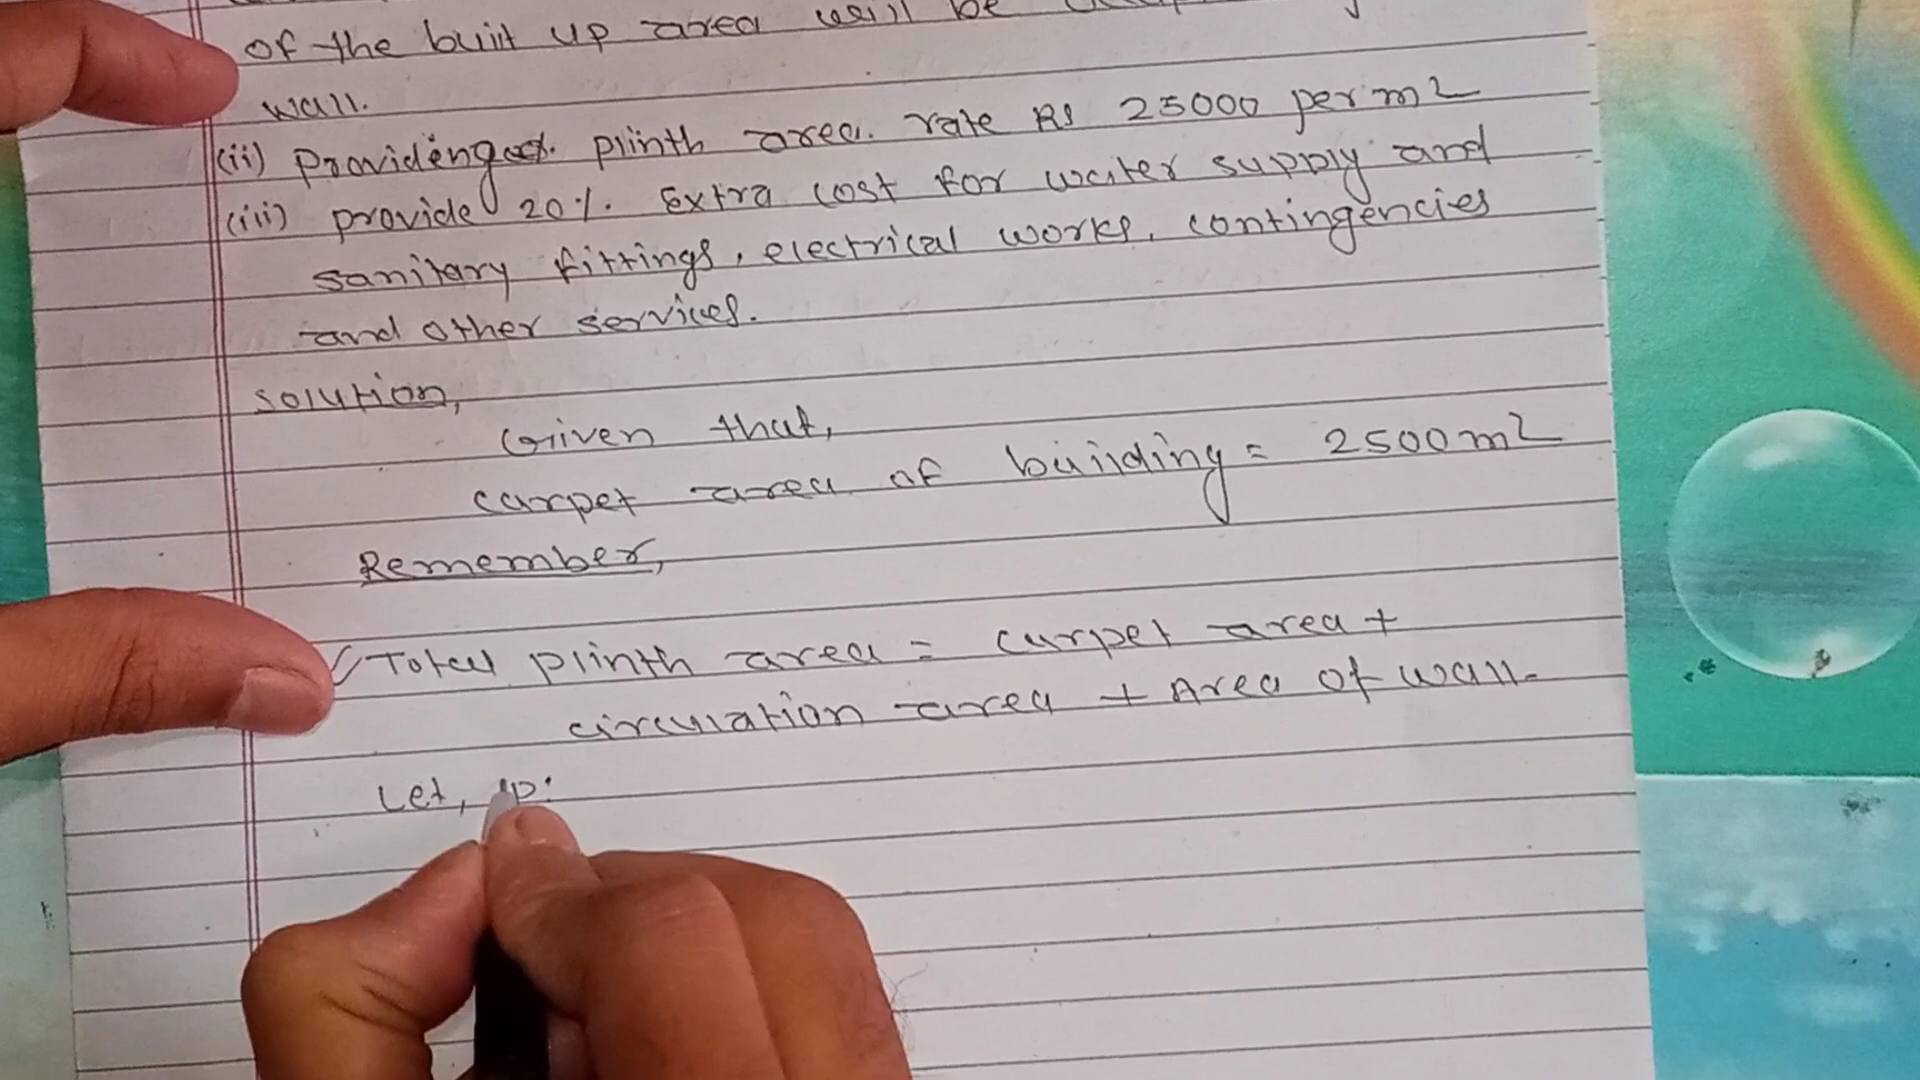 of the built up area will be
wall.
(ii) Providing plinth area rate Rs 25000 per m2
(iii) provide 20%. Extra cost for water supply and
sanitary fittings, electrical works, contingencies
and other services.
Solution,
Given that,
carpet area of building = 2500m2
Remember,
Total plinth area = carpet area +
circulation area + Area of wall.
Let, p: